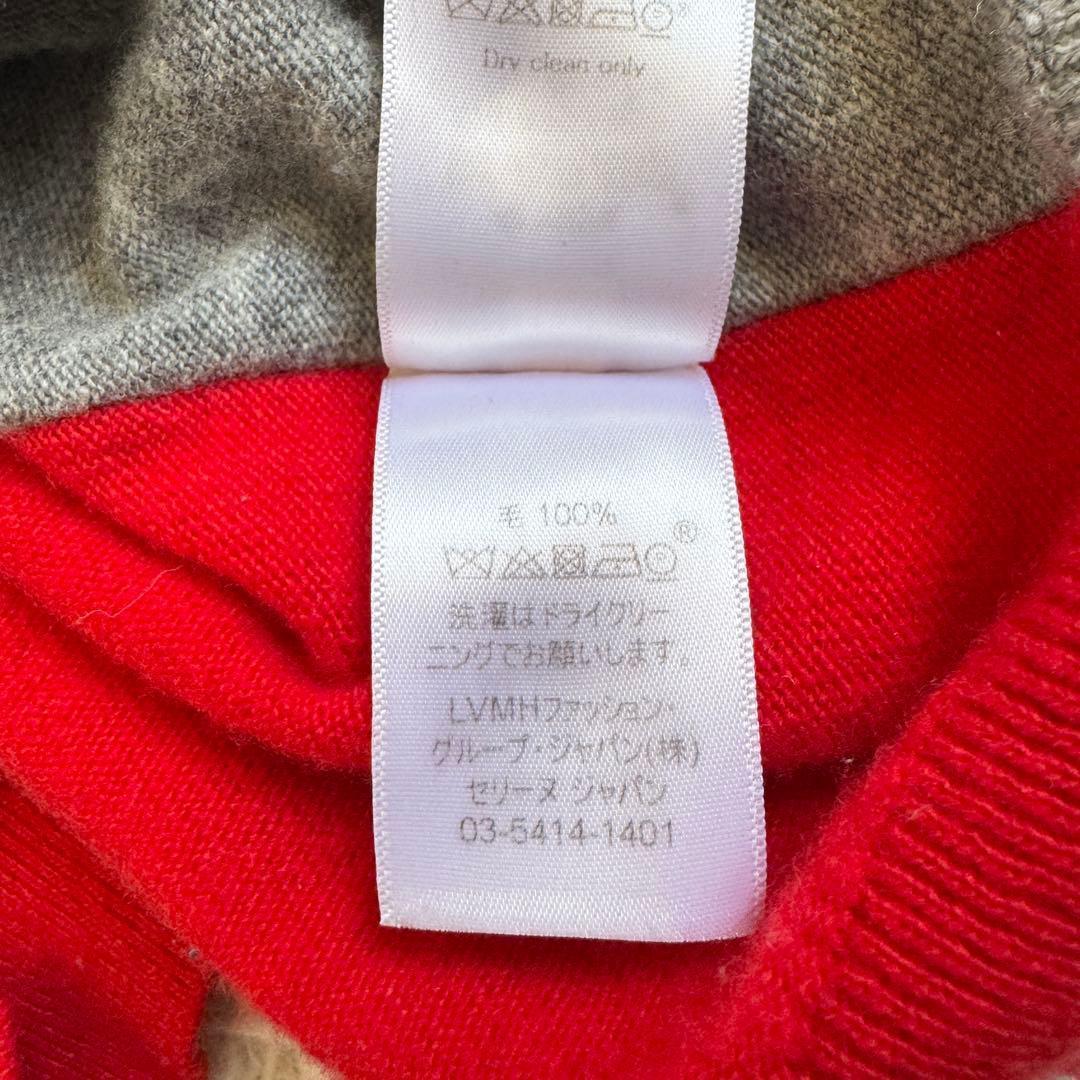 Dry clean only
毛 100%
®
洗濯はドライクリー
ニングでお願いします。
LVMHファッション・
グループ・ジャパン(株)
セリーヌ ジャパン
03-5414-1401